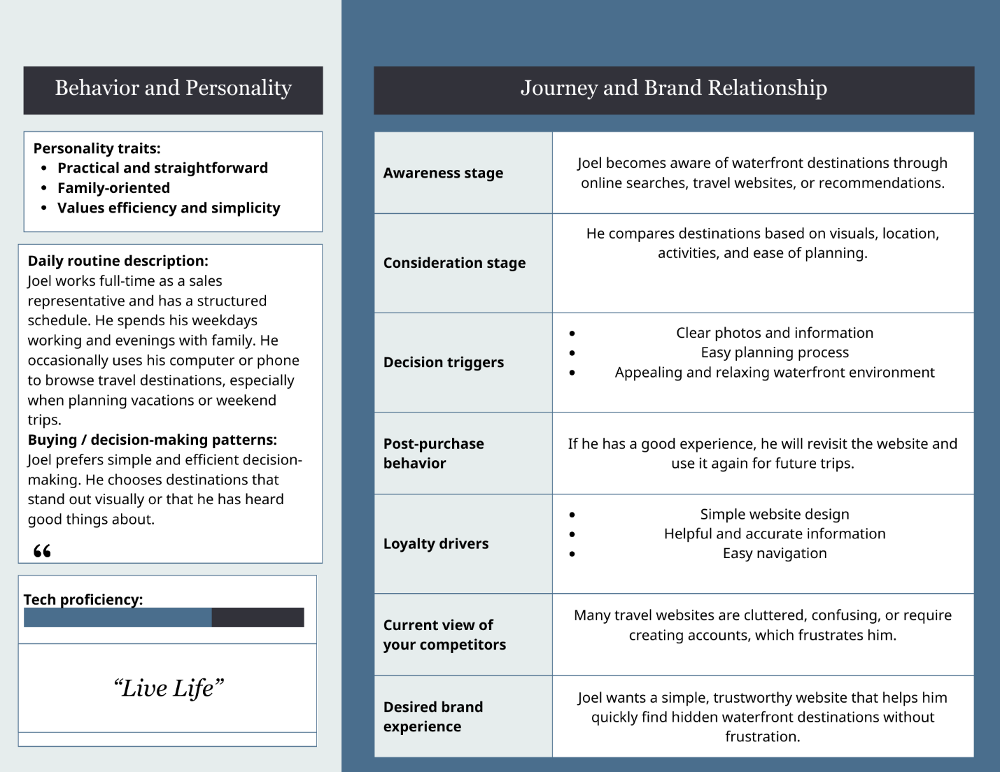 Behavior and Personality
Personality traits:
• Practical and straightforward
• Family-oriented
• Values efficiency and simplicity
Daily routine description:
Joel works full-time as a sales
representative and has a structured
schedule. He spends his weekdays
working and evenings with family. He
occasionally uses his computer or phone
to browse travel destinations, especially
when planning vacations or weekend
trips.
Buying / decision-making patterns:
Joel prefers simple and efficient decision-
making. He chooses destinations that
stand out visually or that he has heard
good things about.
“
Tech proficiency:
“Live Life”
Journey and Brand Relationship
Awareness stage
Joel becomes aware of waterfront destinations through
online searches, travel websites, or recommendations.
Consideration stage
He compares destinations based on visuals, location,
activities, and ease of planning.
Decision triggers
• Clear photos and information
• Easy planning process
• Appealing and relaxing waterfront environment
Post-purchase
behavior
If he has a good experience, he will revisit the website and
use it again for future trips.
Loyalty drivers
• Simple website design
• Helpful and accurate information
• Easy navigation
Current view of
your competitors
Many travel websites are cluttered, confusing, or require
creating accounts, which frustrates him.
Desired brand
experience
Joel wants a simple, trustworthy website that helps him
quickly find hidden waterfront destinations without
frustration.